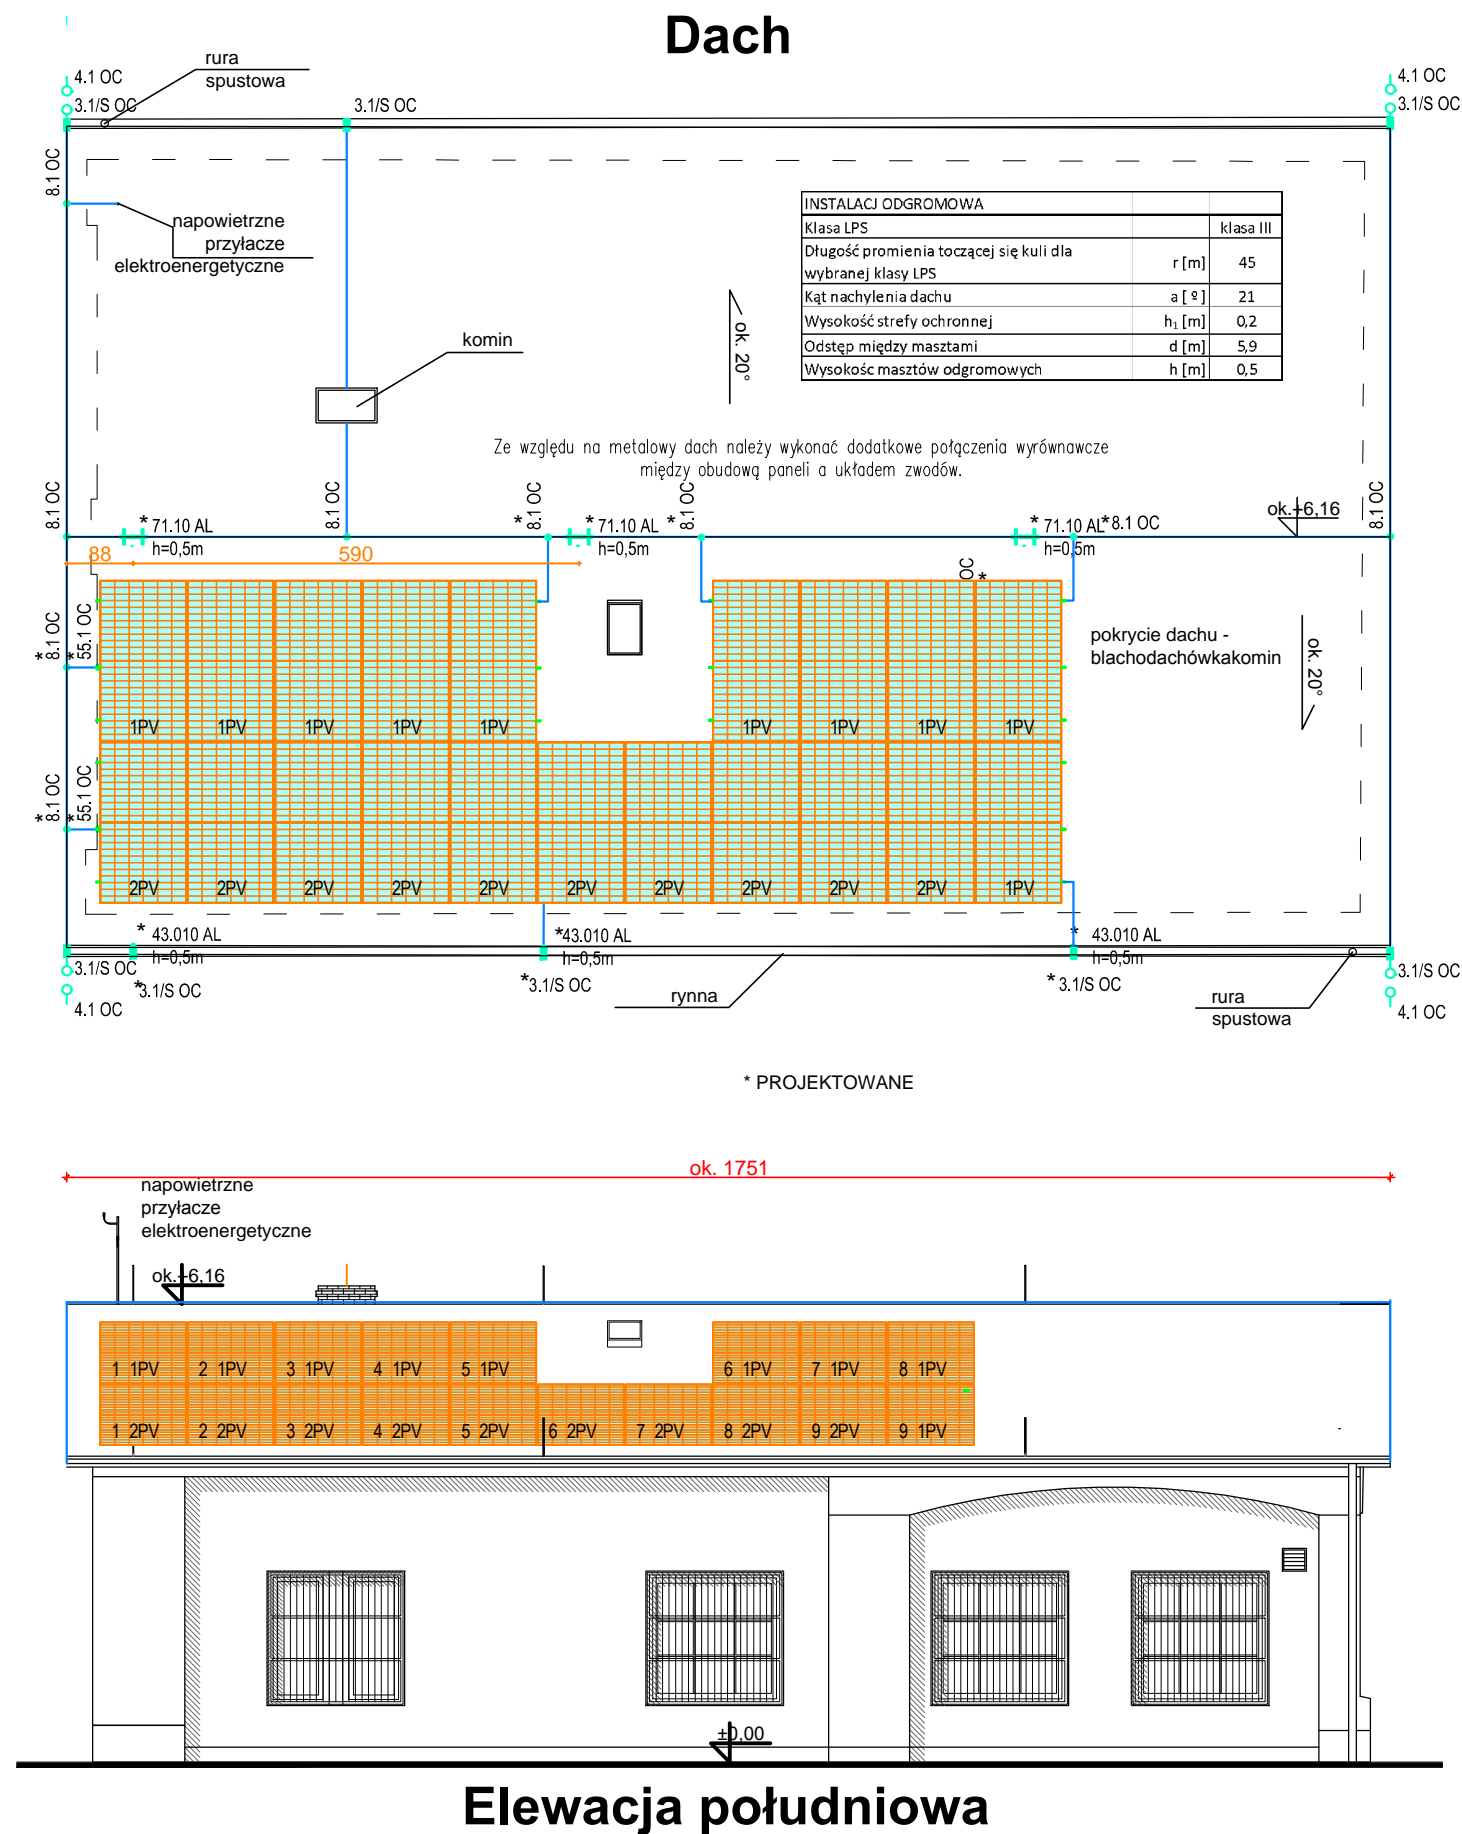 Dach
rura
spustowa
4.1 OC
3.1/S OC
3.1/S OC
4.1 OC
3.1/S OC
8.1 OC
napowietrzne
przyłacze
elektroenergetyczne
INSTALACJ ODGROMOWA
Klasa LPS klasa III
Długość promienia toczącej się kuli dla
wybranej klasy LPS r [m] 45
Kąt nachylenia dachu a [ º ] 21
Wysokość strefy ochronnej h₁ [m] 0,2
Odstęp między masztami d [m] 5,9
Wysokośc masztów odgromowych h [m] 0,5
komin
ok. 20°
Ze względu na metalowy dach należy wykonać dodatkowe połączenia wyrównawcze
między obudową paneli a układem zwodów.
8.1 OC
* 71.10 AL
h=0,5m
8.1 OC
* 8.1 OC
* 71.10 AL
h=0,5m
* 8.1 OC
* 71.10 AL
h=0,5m
*8.1 OC
ok.+6,16
8.1 OC
88
590
OC *
* 8.1 OC
* 55.1 OC
pokrycie dachu -
blachodachówkakomin
ok. 20°
1PV 1PV 1PV 1PV 1PV 1PV 1PV 1PV 1PV
* 8.1 OC
* 55.1 OC
2PV 2PV 2PV 2PV 2PV 2PV 2PV 2PV 2PV 2PV 1PV
* 43.010 AL
h=0,5m
*43.010 AL
h=0,5m
* 43.010 AL
h=0,5m
3.1/S OC
*3.1/S OC
4.1 OC
*3.1/S OC
rynna
* 3.1/S OC
rura
spustowa
3.1/S OC
4.1 OC
* PROJEKTOWANE
ok. 1751
napowietrzne
przyłacze
elektroenergetyczne
ok.+6,16
1 1PV 2 1PV 3 1PV 4 1PV 5 1PV 6 1PV 7 1PV 8 1PV
1 2PV 2 2PV 3 2PV 4 2PV 5 2PV 6 2PV 7 2PV 8 2PV 9 2PV 9 1PV
±0,00
Elewacja południowa